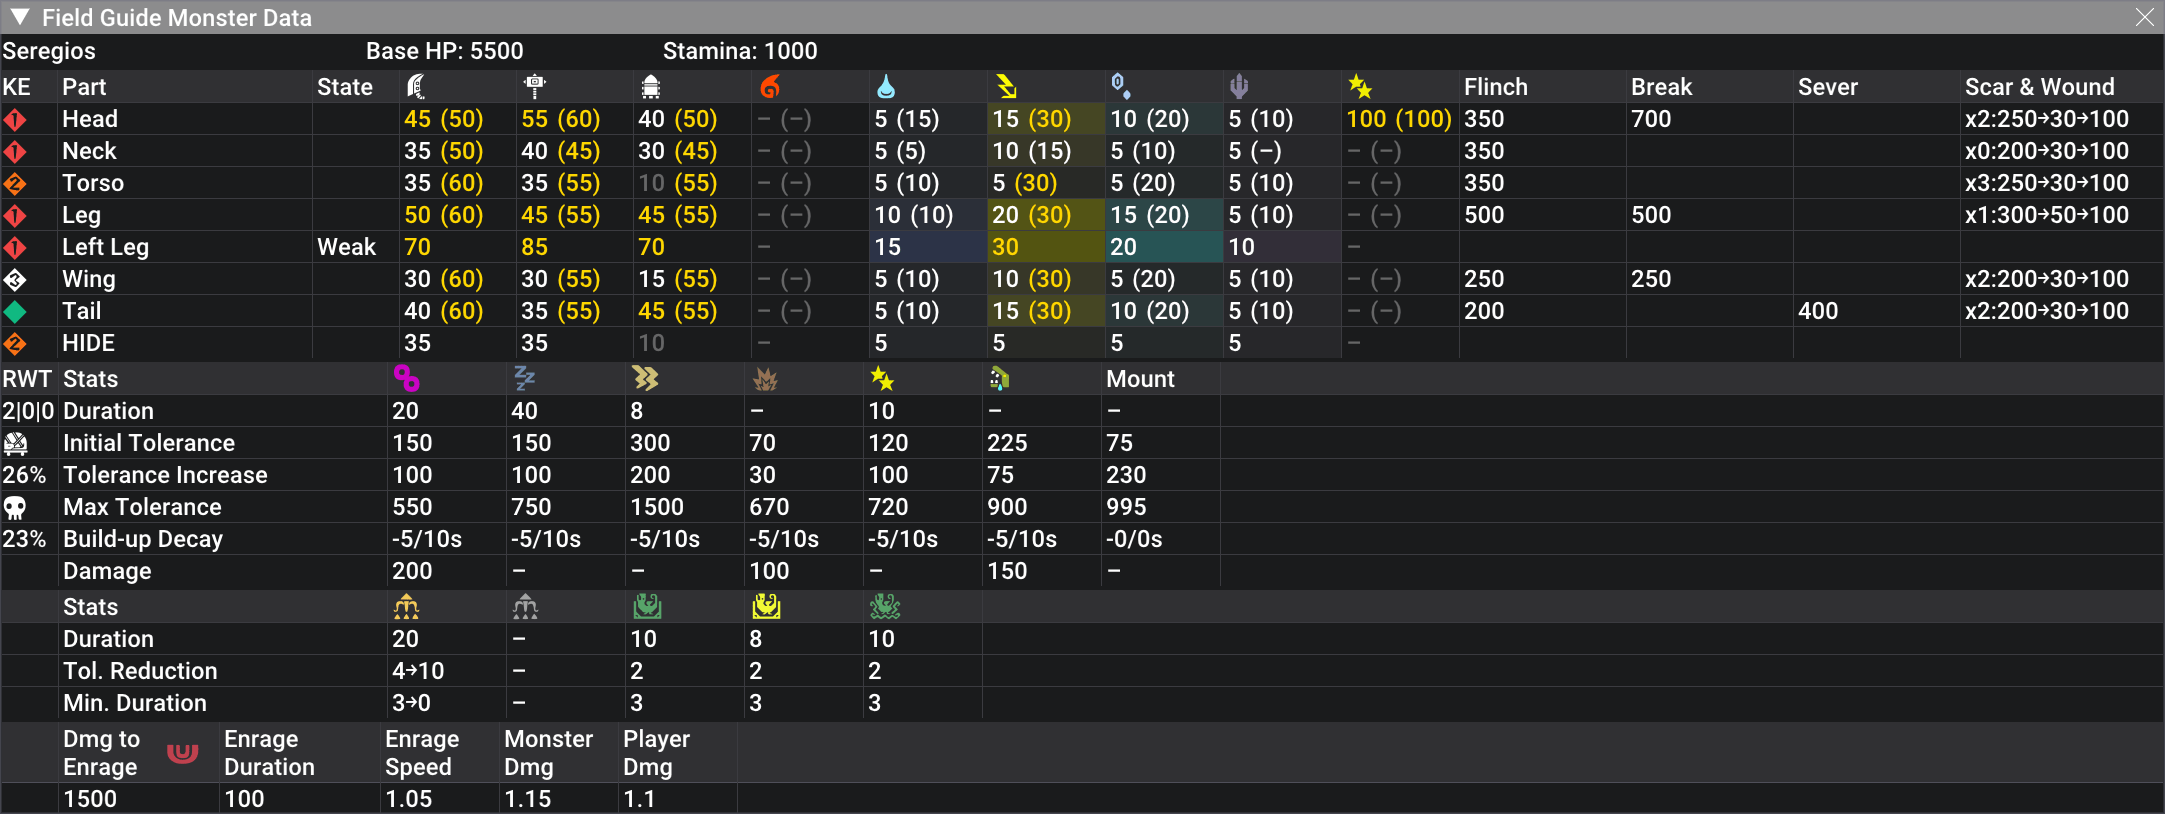 Field Guide Monster Data
Seregios Base HP: 5500 Stamina: 1000
KE Part State Flinch Break Sever Scar & Wound
1 Head 45 (50) 55 (60) 40 (50) – (–) 5 (15) 15 (30) 10 (20) 5 (10) 100 (100) 350 700 x2:250→30→100
1 Neck 35 (50) 40 (45) 30 (45) – (–) 5 (5) 10 (15) 5 (10) 5 (–) – (–) 350 x0:200→30→100
2 Torso 35 (60) 35 (55) 10 (55) – (–) 5 (10) 5 (30) 5 (20) 5 (10) – (–) 350 x3:250→30→100
1 Leg 50 (60) 45 (55) 45 (55) – (–) 10 (10) 20 (30) 15 (20) 5 (10) – (–) 500 500 x1:300→50→100
1 Left Leg Weak 70 85 70 – 15 30 20 10 –
3 Wing 30 (60) 30 (55) 15 (55) – (–) 5 (10) 10 (30) 5 (20) 5 (10) – (–) 250 250 x2:200→30→100
Tail 40 (60) 35 (55) 45 (55) – (–) 5 (10) 15 (30) 10 (20) 5 (10) – (–) 200 400 x2:200→30→100
2 HIDE 35 35 10 – 5 5 5 5 –
RWT Stats Mount
2|0|0 Duration 20 40 8 – 10 – –
Initial Tolerance 150 150 300 70 120 225 75
26% Tolerance Increase 100 100 200 30 100 75 230
Max Tolerance 550 750 1500 670 720 900 995
23% Build-up Decay -5/10s -5/10s -5/10s -5/10s -5/10s -5/10s -0/0s
Damage 200 – – 100 – 150 –
Stats
Duration 20 – 10 8 10
Tol. Reduction 4→10 – 2 2 2
Min. Duration 3→0 – 3 3 3
Dmg to Enrage Enrage Monster Player
Enrage Duration Speed Dmg Dmg
1500 100 1.05 1.15 1.1